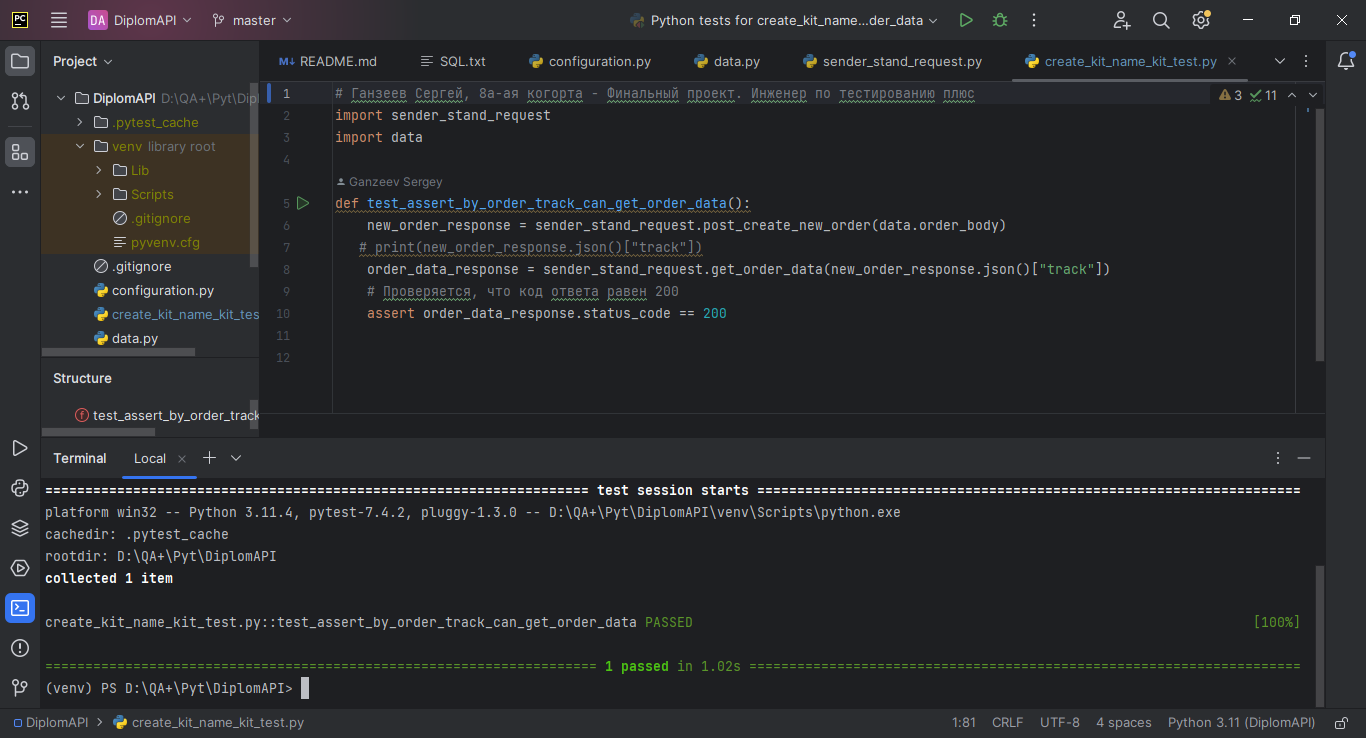 PC DA DiplomAPI master Python tests for create_kit_name...der_data
Project
README.md SQL.txt configuration.py data.py sender_stand_request.py create_kit_name_kit_test.py
DiplomAPI D:\QA+\Pyt\Dipl
.pytest_cache
venv library root
Lib
Scripts
.gitignore
pyvenv.cfg
.gitignore
configuration.py
create_kit_name_kit_tes
data.py
Structure
test_assert_by_order_track
1 # Ганзеев Сергей, 8а-ая когорта - Финальный проект. Инженер по тестированию плюс
3 11
2 import sender_stand_request
3 import data
4
Ganzeev Sergey
5 def test_assert_by_order_track_can_get_order_data():
6 new_order_response = sender_stand_request.post_create_new_order(data.order_body)
7 # print(new_order_response.json()["track"])
8 order_data_response = sender_stand_request.get_order_data(new_order_response.json()["track"])
9 # Проверяется, что код ответа равен 200
10 assert order_data_response.status_code == 200
11
12
Terminal Local
==================================================================== test session starts ====================================================================
platform win32 -- Python 3.11.4, pytest-7.4.2, pluggy-1.3.0 -- D:\QA+\Pyt\DiplomAPI\venv\Scripts\python.exe
cachedir: .pytest_cache
rootdir: D:\QA+\Pyt\DiplomAPI
collected 1 item
create_kit_name_kit_test.py::test_assert_by_order_track_can_get_order_data PASSED [100%]
===================================================================== 1 passed in 1.02s =====================================================================
(venv) PS D:\QA+\Pyt\DiplomAPI>
DiplomAPI > create_kit_name_kit_test.py 1:81 CRLF UTF-8 4 spaces Python 3.11 (DiplomAPI)